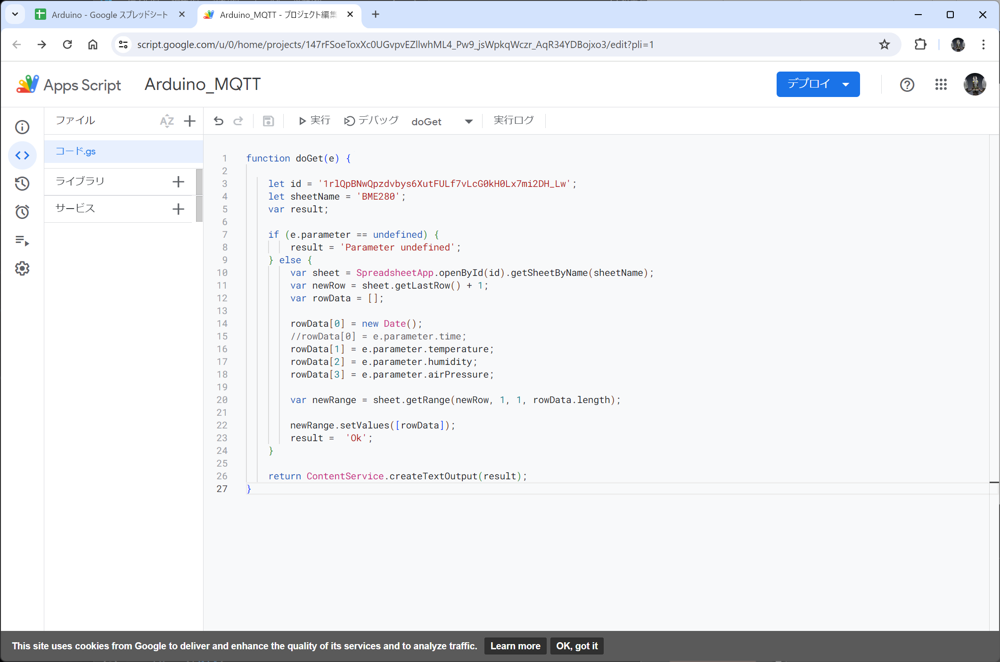 Arduino - Google スプレッドシート
Arduino_MQTT - プロジェクト編集
script.google.com/u/0/home/projects/147rFSoeToxXc0UGvpvEZllwhML4_Pw9_jsWpkqWczr_AqR34YDBojxo3/edit?pli=1
Apps Script
Arduino_MQTT
デプロイ
ファイル
AZ
実行
デバッグ
doGet
実行ログ
コード.gs
ライブラリ
サービス
1 function doGet(e) {
2
3 let id = '1rlQpBNwQpzdvbys6XutFULf7vLcG0kH0Lx7mi2DH_Lw';
4 let sheetName = 'BME280';
5 var result;
6
7 if (e.parameter == undefined) {
8 result = 'Parameter undefined';
9 } else {
10 var sheet = SpreadsheetApp.openById(id).getSheetByName(sheetName);
11 var newRow = sheet.getLastRow() + 1;
12 var rowData = [];
13
14 rowData[0] = new Date();
15 //rowData[0] = e.parameter.time;
16 rowData[1] = e.parameter.temperature;
17 rowData[2] = e.parameter.humidity;
18 rowData[3] = e.parameter.airPressure;
19
20 var newRange = sheet.getRange(newRow, 1, 1, rowData.length);
21
22 newRange.setValues([rowData]);
23 result =  'Ok';
24 }
25
26 return ContentService.createTextOutput(result);
27 }
This site uses cookies from Google to deliver and enhance the quality of its services and to analyze traffic.
Learn more
OK, got it